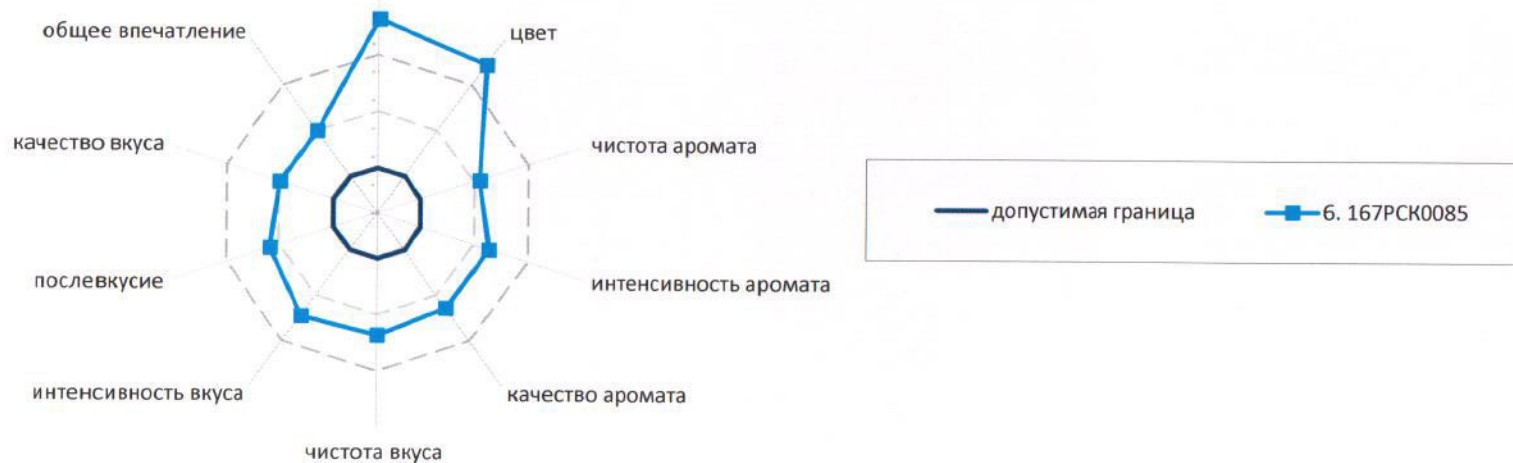 общее впечатление
цвет
качество вкуса
чистота аромата
допустимая граница
6. 167РСК0085
послевкусие
интенсивность аромата
интенсивность вкуса
качество аромата
чистота вкуса